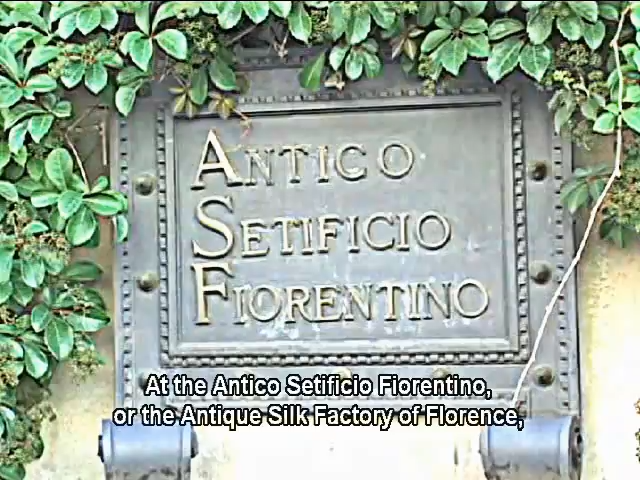 ANTICO
SETIFICIO
FIORENTINO
At the Antico Setificio Fiorentino,
or the Antique Silk Factory of Florence,